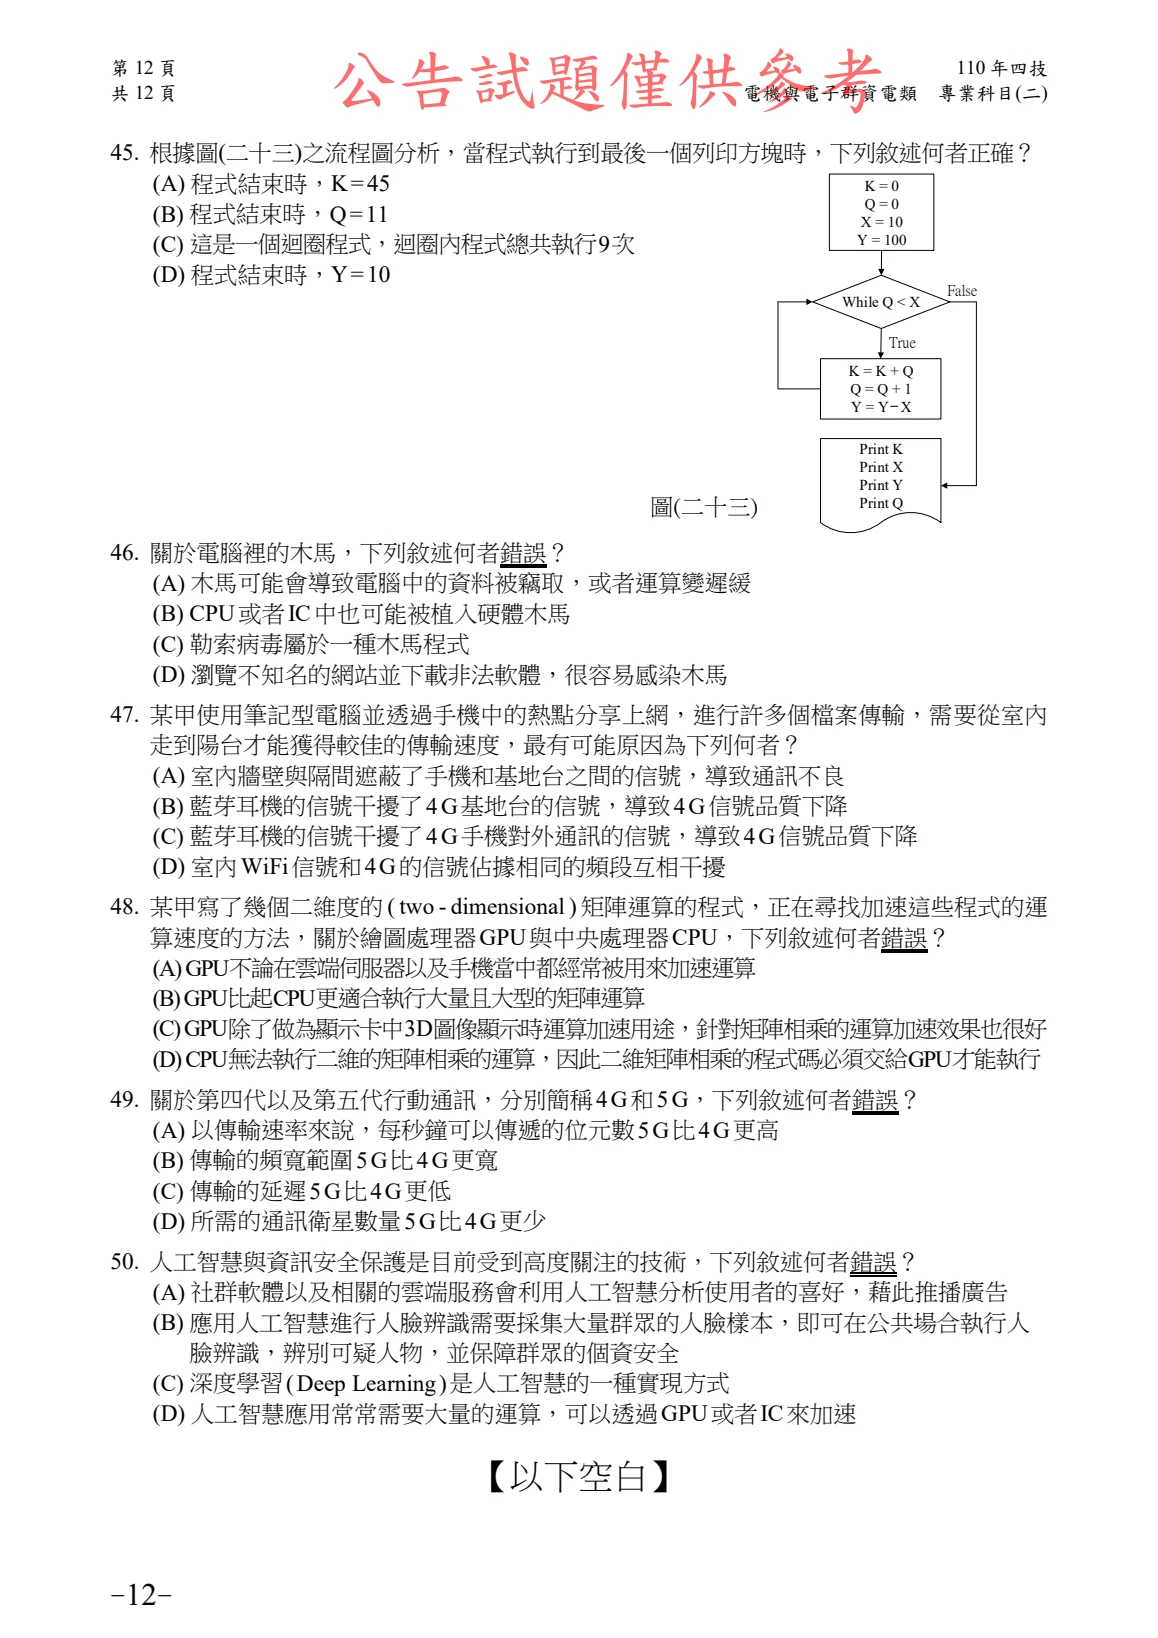 第 12 頁
共 12 頁
公告試題僅供參考
110 年四技
電機與電子群資電類 專業科目(二)
45. 根據圖(二十三)之流程圖分析，當程式執行到最後一個列印方塊時，下列敘述何者正確？
(A) 程式結束時，K=45
(B) 程式結束時，Q=11
(C) 這是一個迴圈程式，迴圈內程式總共執行9次
(D) 程式結束時，Y=10
K = 0
Q = 0
X = 10
Y = 100
While Q < X
False
True
K = K + Q
Q = Q + 1
Y = Y−X
Print K
Print X
Print Y
Print Q
圖(二十三)
46. 關於電腦裡的木馬，下列敘述何者錯誤？
(A) 木馬可能會導致電腦中的資料被竊取，或者運算變遲緩
(B) CPU或者IC中也可能被植入硬體木馬
(C) 勒索病毒屬於一種木馬程式
(D) 瀏覽不知名的網站並下載非法軟體，很容易感染木馬
47. 某甲使用筆記型電腦並透過手機中的熱點分享上網，進行許多個檔案傳輸，需要從室內
走到陽台才能獲得較佳的傳輸速度，最有可能原因為下列何者？
(A) 室內牆壁與隔間遮蔽了手機和基地台之間的信號，導致通訊不良
(B) 藍芽耳機的信號干擾了4G基地台的信號，導致4G信號品質下降
(C) 藍芽耳機的信號干擾了4G手機對外通訊的信號，導致4G信號品質下降
(D) 室內WiFi信號和4G的信號佔據相同的頻段互相干擾
48. 某甲寫了幾個二維度的 ( two - dimensional ) 矩陣運算的程式，正在尋找加速這些程式的運
算速度的方法，關於繪圖處理器GPU與中央處理器CPU，下列敘述何者錯誤？
(A) GPU不論在雲端伺服器以及手機當中都經常被用來加速運算
(B) GPU比起CPU更適合執行大量且大型的矩陣運算
(C) GPU除了做為顯示卡中3D圖像顯示時運算加速用途，針對矩陣相乘的運算加速效果也很好
(D) CPU無法執行二維的矩陣相乘的運算，因此二維矩陣相乘的程式碼必須交給GPU才能執行
49. 關於第四代以及第五代行動通訊，分別簡稱4G和5G，下列敘述何者錯誤？
(A) 以傳輸速率來說，每秒鐘可以傳遞的位元數5G比4G更高
(B) 傳輸的頻寬範圍5G比4G更寬
(C) 傳輸的延遲5G比4G更低
(D) 所需的通訊衛星數量5G比4G更少
50. 人工智慧與資訊安全保護是目前受到高度關注的技術，下列敘述何者錯誤？
(A) 社群軟體以及相關的雲端服務會利用人工智慧分析使用者的喜好，藉此推播廣告
(B) 應用人工智慧進行人臉辨識需要採集大量群眾的人臉樣本，即可在公共場合執行人
臉辨識，辨別可疑人物，並保障群眾的個資安全
(C) 深度學習(Deep Learning)是人工智慧的一種實現方式
(D) 人工智慧應用常常需要大量的運算，可以透過GPU或者IC來加速
【以下空白】
-12-